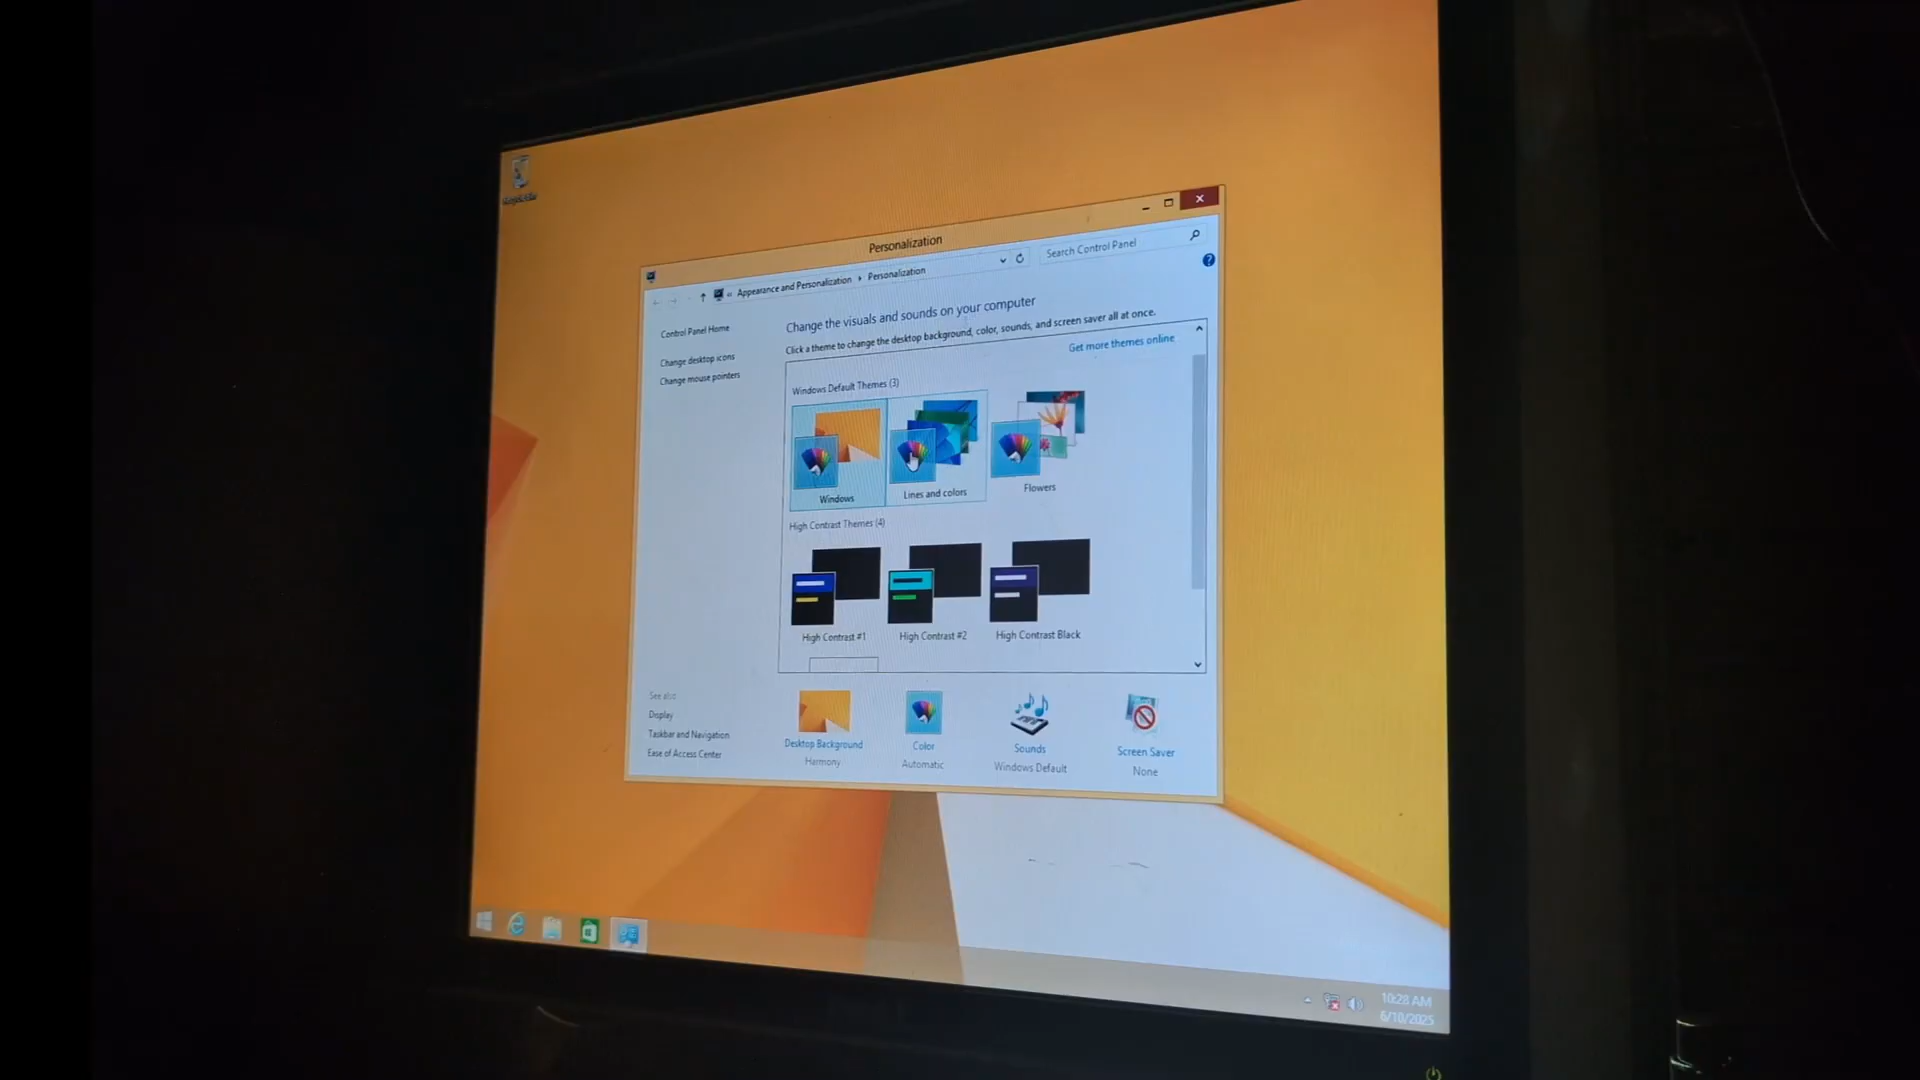 Recycle Bin
Personalization
Appearance and Personalization
Personalization
Search Control Panel
Control Panel Home
Change desktop icons
Change mouse pointers
Change the visuals and sounds on your computer
Click a theme to change the desktop background, color, sounds, and screen saver all at once.
Get more themes online
Windows Default Themes (3)
Windows
Lines and colors
Flowers
High Contrast Themes (4)
High Contrast #1
High Contrast #2
High Contrast Black
See also
Display
Taskbar and Navigation
Ease of Access Center
Desktop Background
Harmony
Color
Automatic
Sounds
Windows Default
Screen Saver
None
10:28 AM
6/10/2025